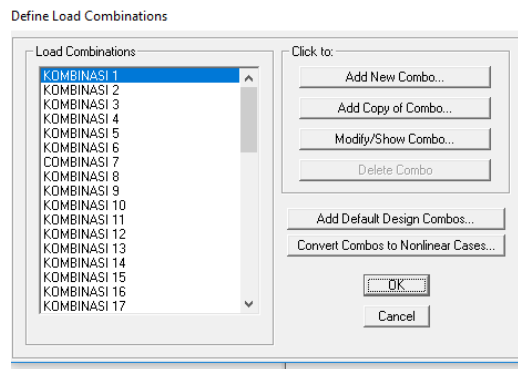 Define Load Combinations
Load Combinations
KOMBINASI 1
KOMBINASI 2
KOMBINASI 3
KOMBINASI 4
KOMBINASI 5
KOMBINASI 6
COMBINASI 7
KOMBINASI 8
KOMBINASI 9
KOMBINASI 10
KOMBINASI 11
KOMBINASI 12
KOMBINASI 13
KOMBINASI 14
KOMBINASI 15
KOMBINASI 16
KOMBINASI 17
Click to:
Add New Combo...
Add Copy of Combo...
Modify/Show Combo...
Delete Combo
Add Default Design Combos...
Convert Combos to Nonlinear Cases...
OK
Cancel